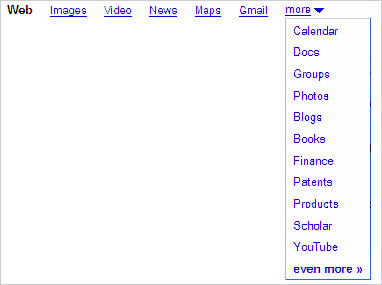 Web Images Video News Maps Gmail more
Calendar
Docs
Groups
Photos
Blogs
Books
Finance
Patents
Products
Scholar
YouTube
even more »